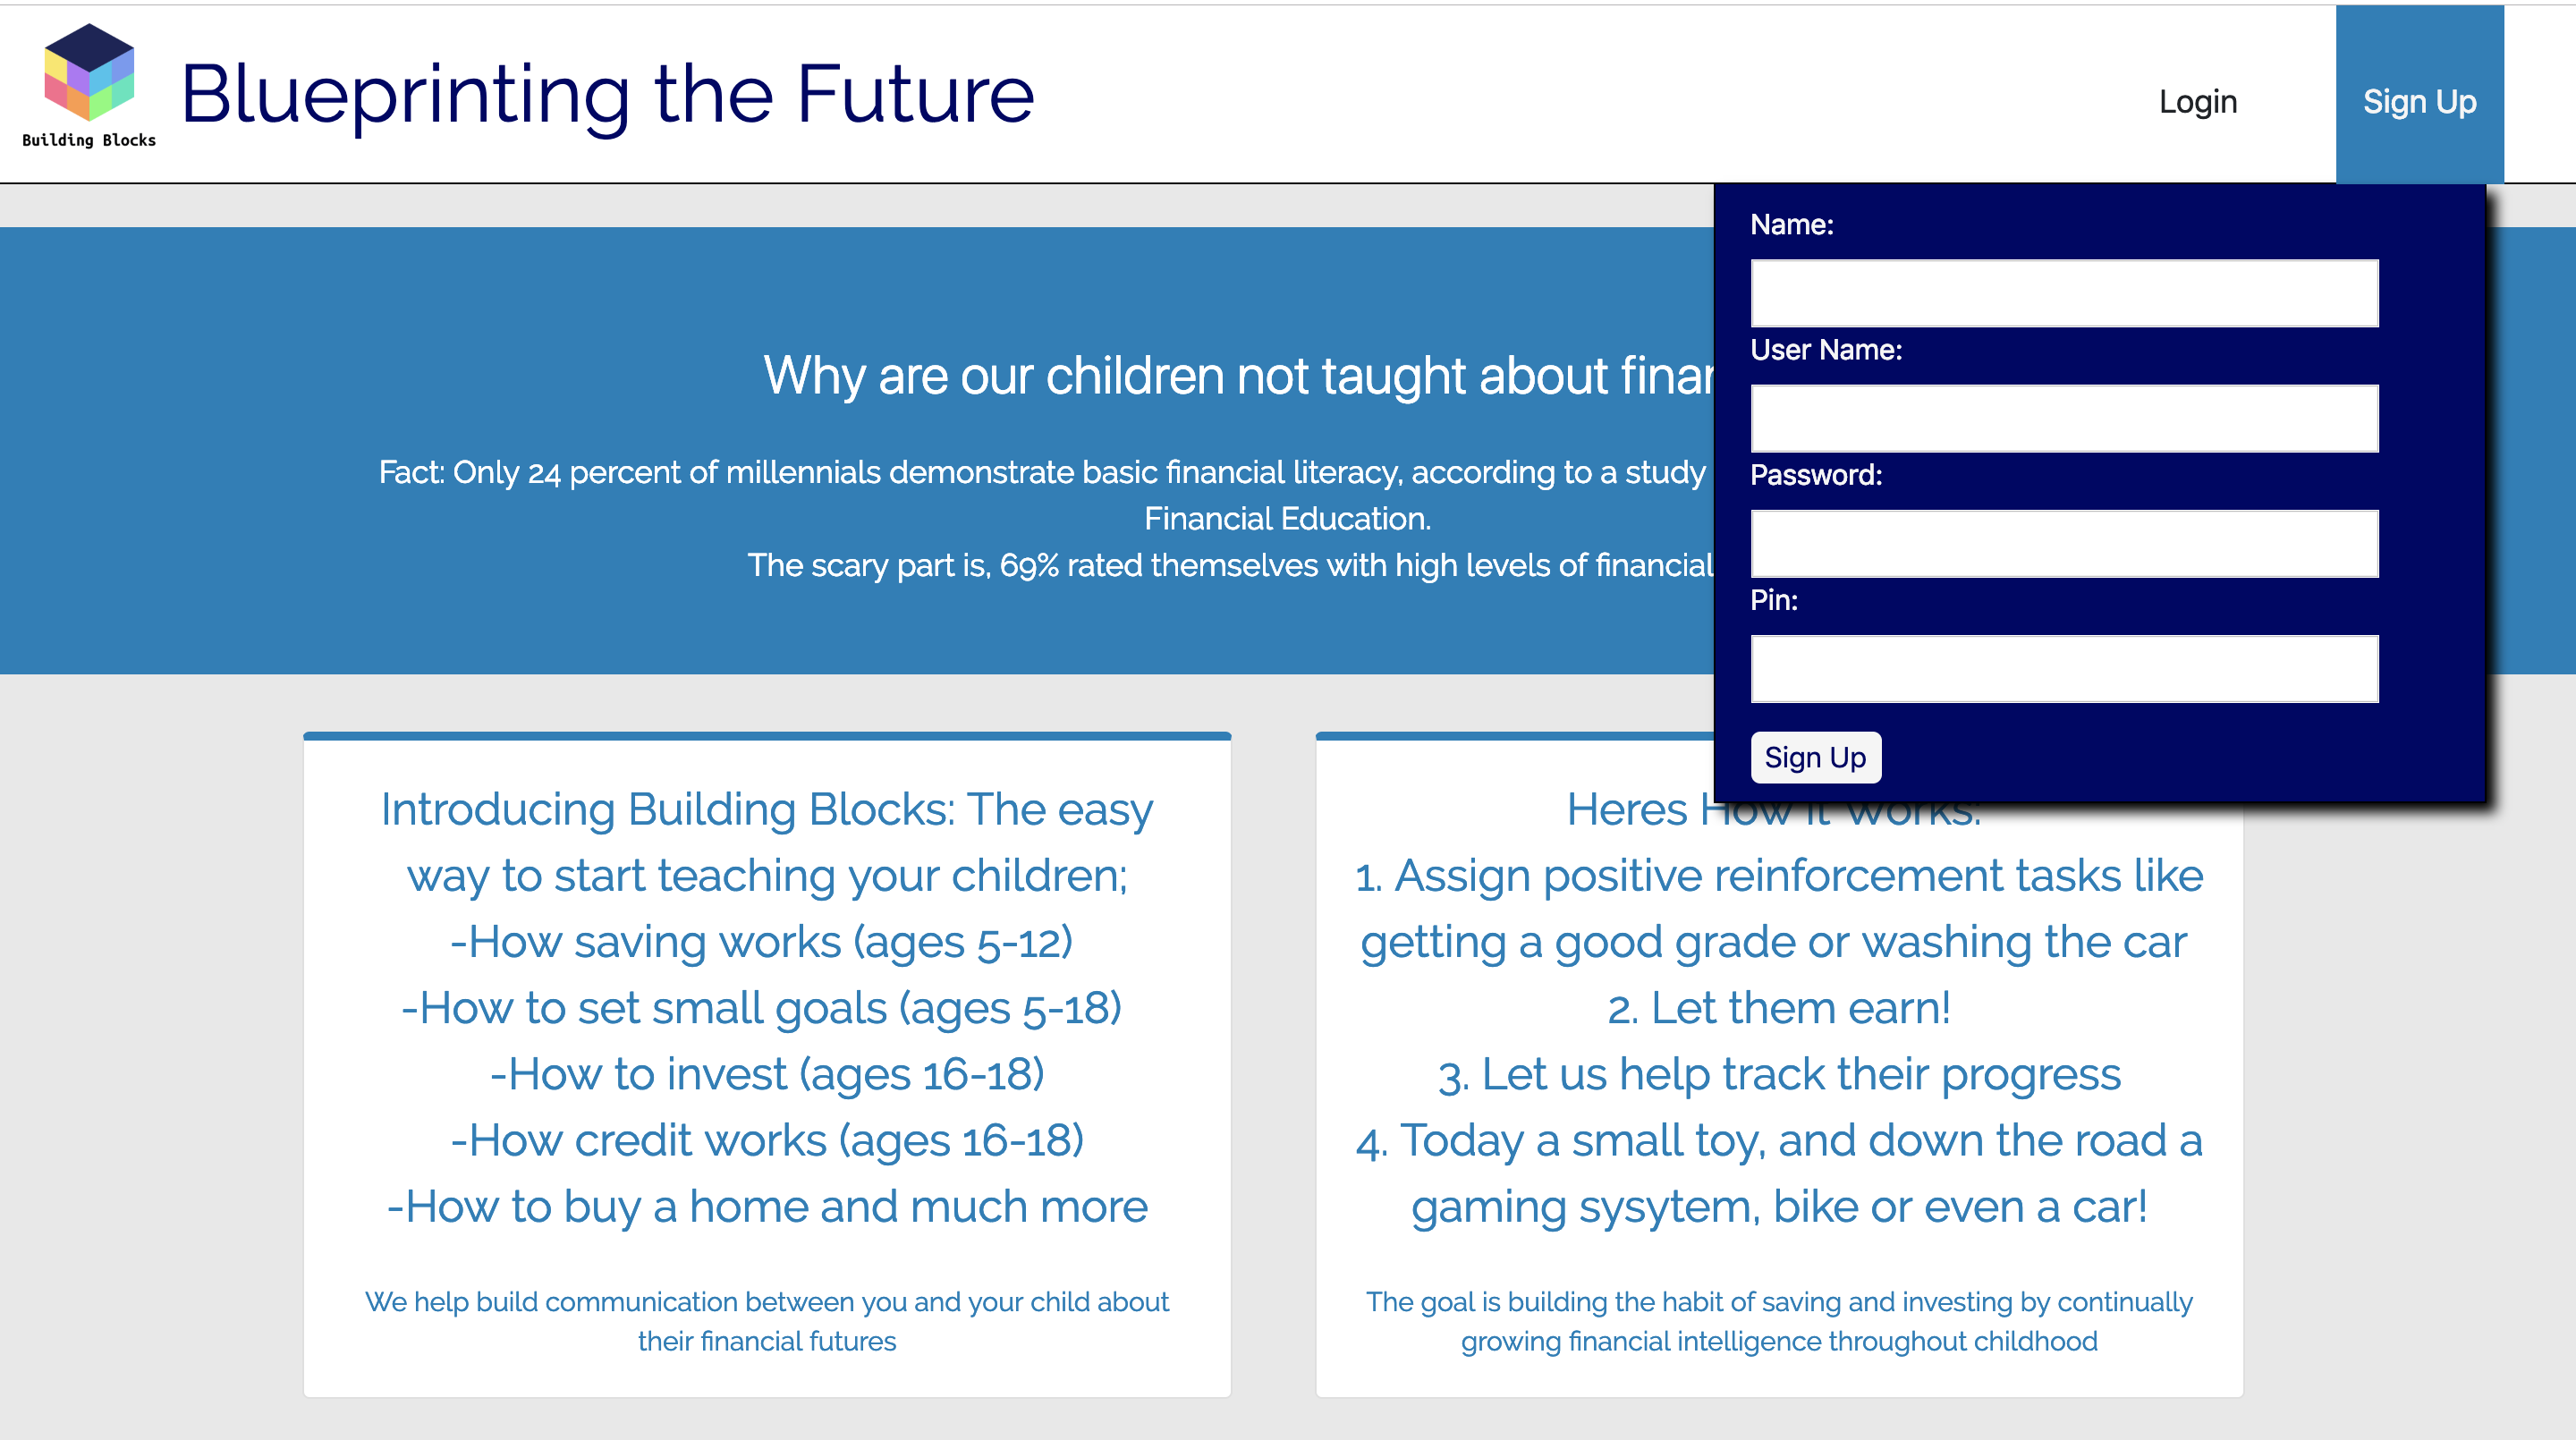 Building Blocks
Blueprinting the Future
Login
Sign Up
Name:
User Name:
Password:
Pin:
Sign Up
Why are our children not taught about
Fact: Only 24 percent of millennials demonstrate basic financial literacy, according to a study
Financial Education.
The scary part is, 69% rated themselves with high levels of financial
Introducing Building Blocks: The easy
way to start teaching your children;
-How saving works (ages 5-12)
-How to set small goals (ages 5-18)
-How to invest (ages 16-18)
-How credit works (ages 16-18)
-How to buy a home and much more
We help build communication between you and your child about
their financial futures
Heres How it Works:
1. Assign positive reinforcement tasks like
getting a good grade or washing the car
2. Let them earn!
3. Let us help track their progress
4. Today a small toy, and down the road a
gaming sysytem, bike or even a car!
The goal is building the habit of saving and investing by continually
growing financial intelligence throughout childhood